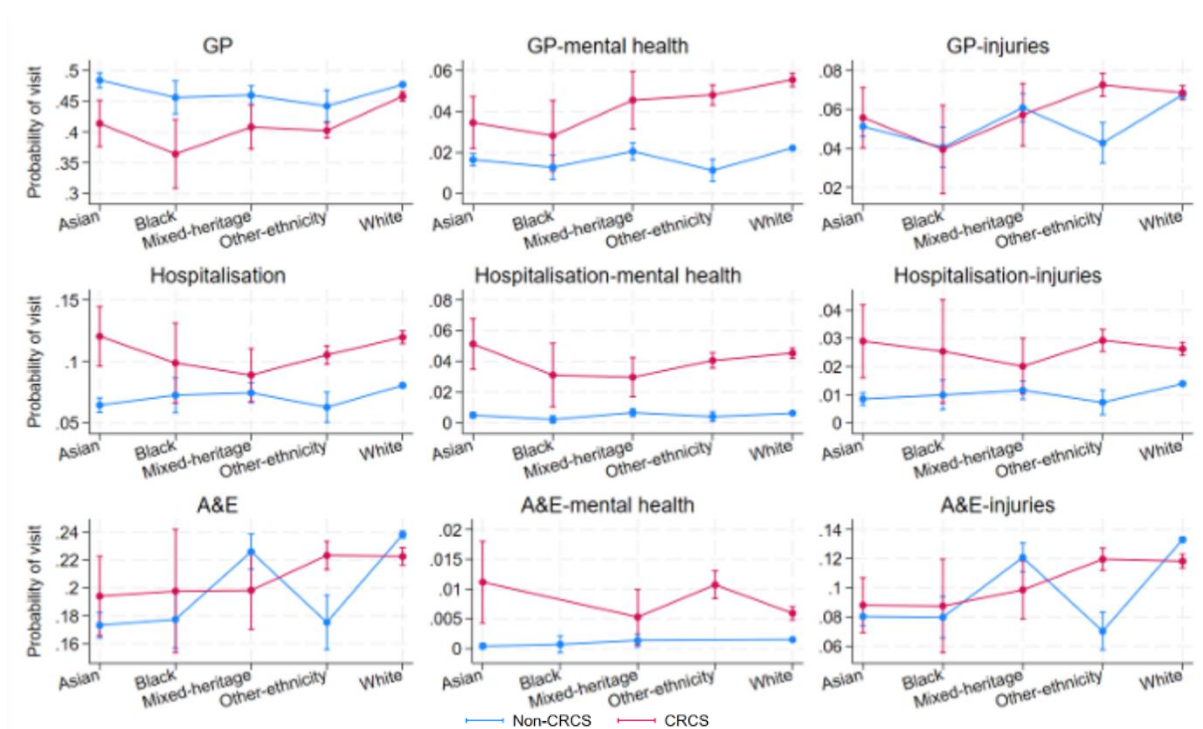 GP
Probability of visit
.5
.45
.4
.35
.3
Asian
Black
Mixed-heritage
Other-ethnicity
White
GP-mental health
.06
.04
.02
0
Asian
Black
Mixed-heritage
Other-ethnicity
White
GP-injuries
.08
.06
.04
.02
Asian
Black
Mixed-heritage
Other-ethnicity
White
Hospitalisation
Probability of visit
.15
.1
.05
Asian
Black
Mixed-heritage
Other-ethnicity
White
Hospitalisation-mental health
.08
.06
.04
.02
0
Asian
Black
Mixed-heritage
Other-ethnicity
White
Hospitalisation-injuries
.04
.03
.02
.01
0
Asian
Black
Mixed-heritage
Other-ethnicity
White
A&E
Probability of visit
.24
.22
.2
.18
.16
Asian
Black
Mixed-heritage
Other-ethnicity
White
A&E-mental health
.02
.015
.01
.005
0
Asian
Black
Mixed-heritage
Other-ethnicity
White
A&E-injuries
.14
.12
.1
.08
.06
Asian
Black
Mixed-heritage
Other-ethnicity
White
Non-CRCS
CRCS